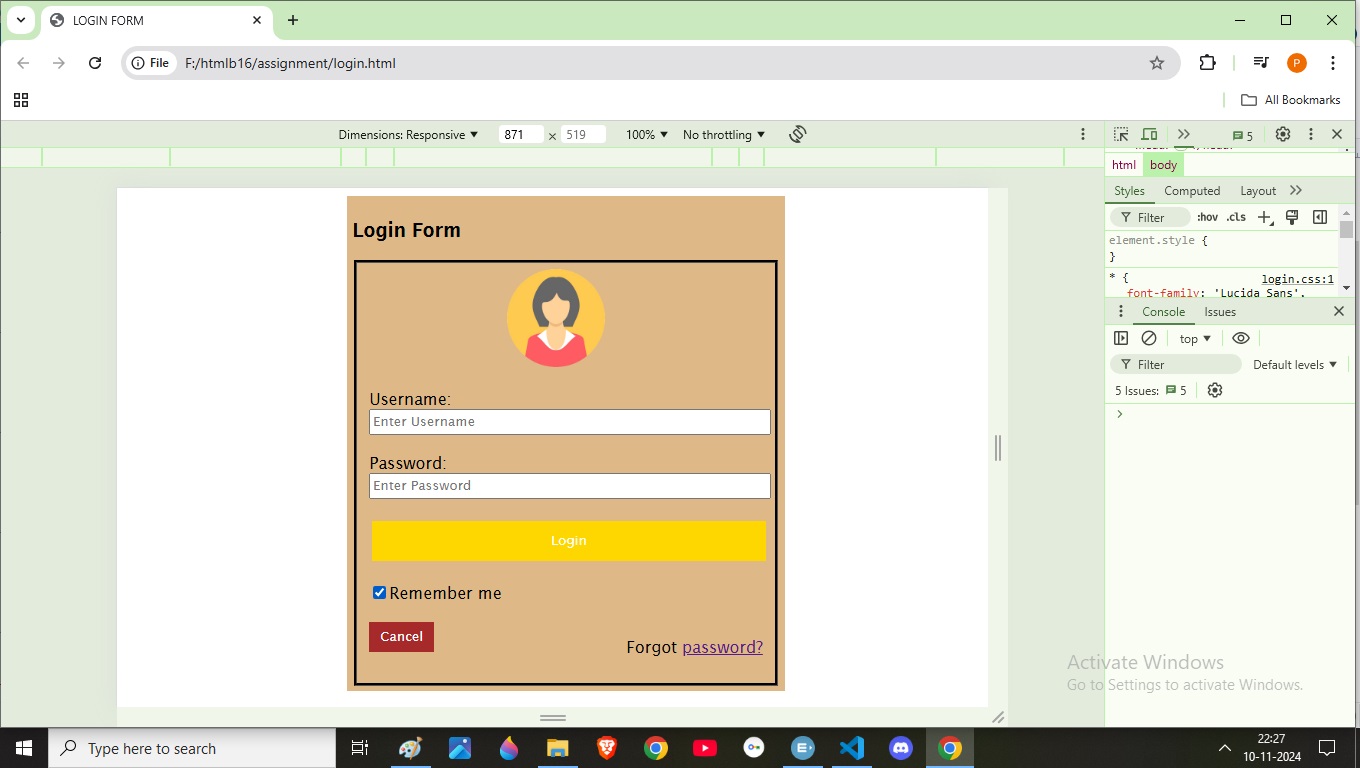 LOGIN FORM
File F:/htmlb16/assignment/login.html
P
All Bookmarks
Dimensions: Responsive 871 × 519 100% No throttling
5
html body
Styles Computed Layout
Filter :hov .cls
element.style {
}
* { login.css:1
font-family: 'Lucida Sans',
Console Issues
top
Filter Default levels
5 Issues: 5
Login Form
Username:
Enter Username
Password:
Enter Password
Login
Remember me
Cancel
Forgot password?
Activate Windows
Go to Settings to activate Windows.
Type here to search
22:27
10-11-2024